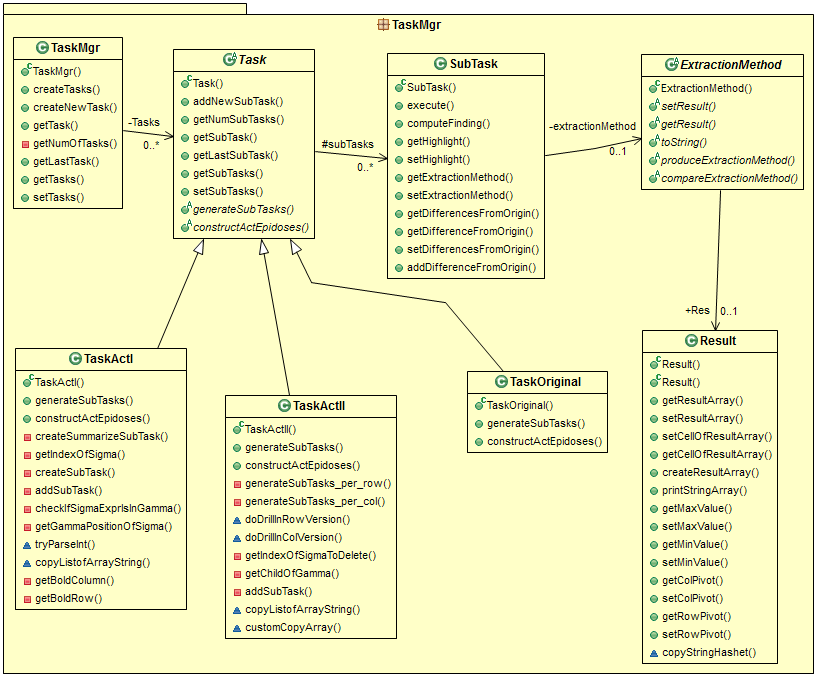 TaskMgr
TaskMgr
TaskMgr()
createTasks()
createNewTask()
getTask()
getNumOfTasks()
getLastTask()
getTasks()
setTasks()
-Tasks
0..*
Task
Task()
addNewSubTask()
getNumSubTasks()
getSubTask()
getLastSubTask()
getSubTasks()
setSubTasks()
generateSubTasks()
constructActEpidoses()
#subTasks
0..*
SubTask
SubTask()
execute()
computeFinding()
getHighlight()
setHighlight()
getExtractionMethod()
setExtractionMethod()
getDifferencesFromOrigin()
getDifferenceFromOrigin()
setDifferencesFromOrigin()
addDifferenceFromOrigin()
-extractionMethod
0..1
ExtractionMethod
ExtractionMethod()
setResult()
getResult()
toString()
produceExtractionMethod()
compareExtractionMethod()
+Res
0..1
TaskActI
TaskActI()
generateSubTasks()
constructActEpidoses()
createSummarizeSubTask()
getIndexOfSigma()
createSubTask()
addSubTask()
checkIfSigmaExprIsInGamma()
getGammaPositionOfSigma()
tryParseInt()
copyListofArrayString()
getBoldColumn()
getBoldRow()
TaskActII
TaskActII()
generateSubTasks()
constructActEpidoses()
generateSubTasks_per_row()
generateSubTasks_per_col()
doDrillInRowVersion()
doDrillInColVersion()
getIndexOfSigmaToDelete()
getChildOfGamma()
addSubTask()
copyListofArrayString()
customCopyArray()
TaskOriginal
TaskOriginal()
generateSubTasks()
constructActEpidoses()
Result
Result()
Result()
getResultArray()
setResultArray()
setCellOfResultArray()
getCellOfResultArray()
createResultArray()
printStringArray()
getMaxValue()
setMaxValue()
getMinValue()
setMinValue()
getColPivot()
setColPivot()
getRowPivot()
setRowPivot()
copyStringHashet()